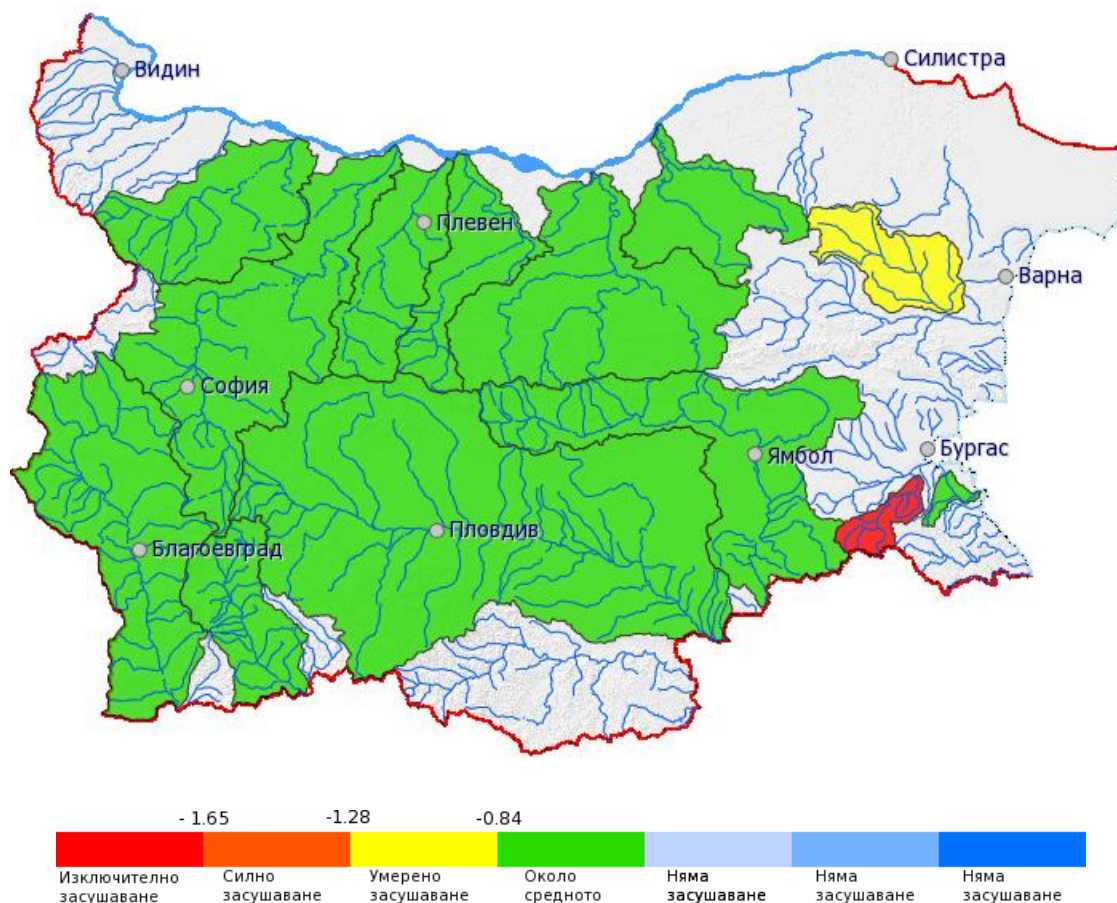 Видин
Силистра
Плевен
Варна
София
Бургас
Ямбол
Пловдив
Благоевград
- 1.65
-1.28
-0.84
Изключително
засушаване
Силно
засушаване
Умерено
засушаване
Около
средното
Няма
засушаване
Няма
засушаване
Няма
засушаване